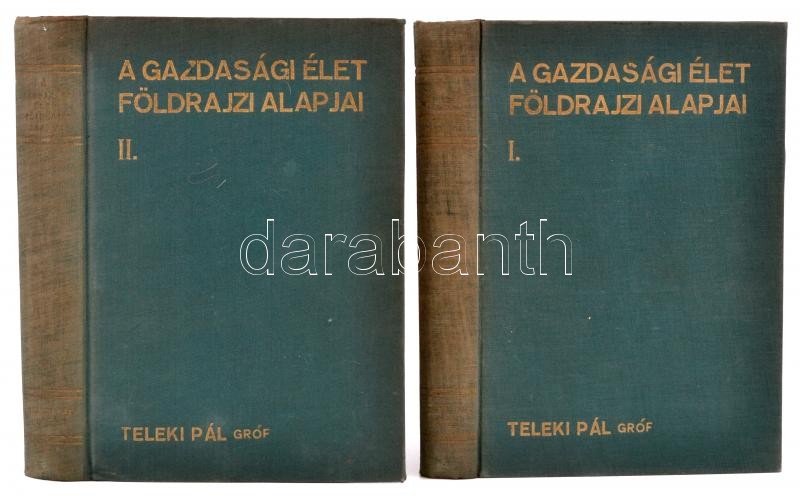 A GAZDASÁGI ÉLET
FÖLDRAJZI ALAPJAI
II.
TELEKI PÁL GRÓF
A GAZDASÁGI ÉLET
FÖLDRAJZI ALAPJAI
I.
TELEKI PÁL GRÓF
darabanth